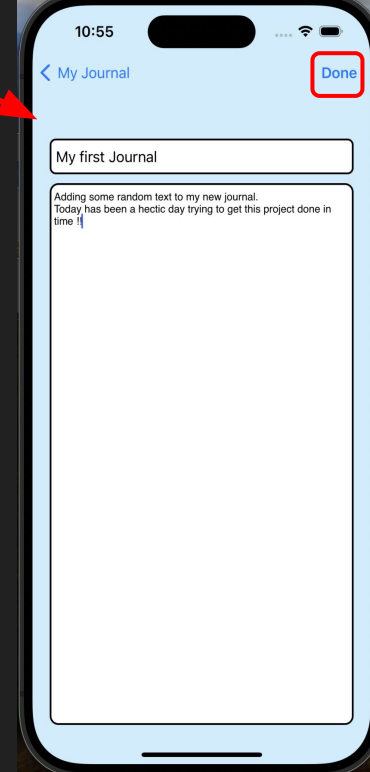 10:55
My Journal
Done
My first Journal
Adding some random text to my new journal.
Today has been a hectic day trying to get this project done in
time !!